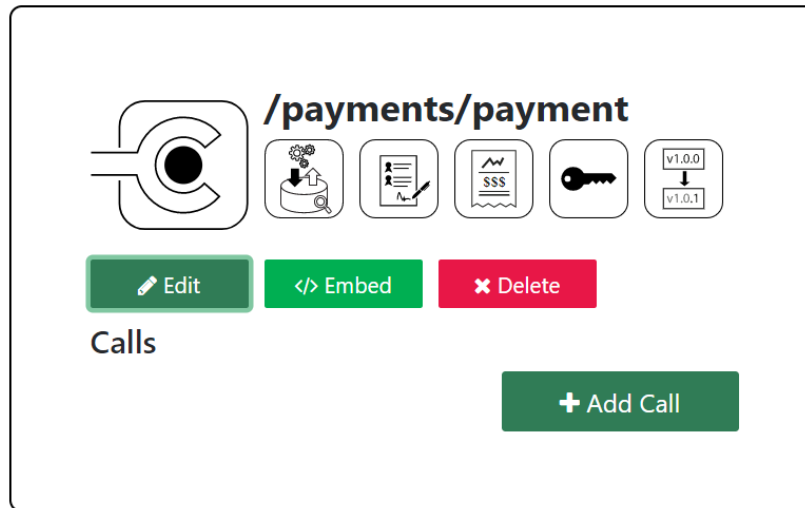 /payments/payment
$$$
v1.0.0
v1.0.1
Edit
</> Embed
Delete
Calls
Add Call